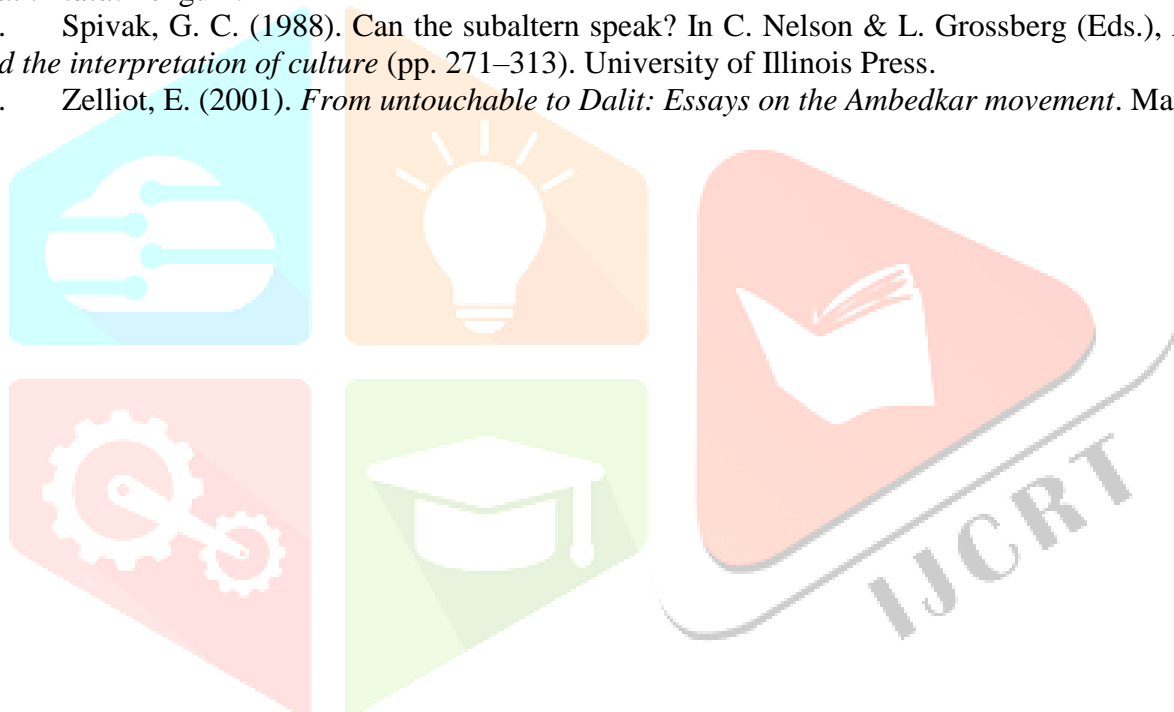 . Spivak, G. C. (1988). Can the subaltern speak? In C. Nelson & L. Grossberg (Eds.),
the interpretation of culture (pp. 271–313). University of Illinois Press.
. Zelliot, E. (2001). From untouchable to Dalit: Essays on the Ambedkar movement.
IJCRT